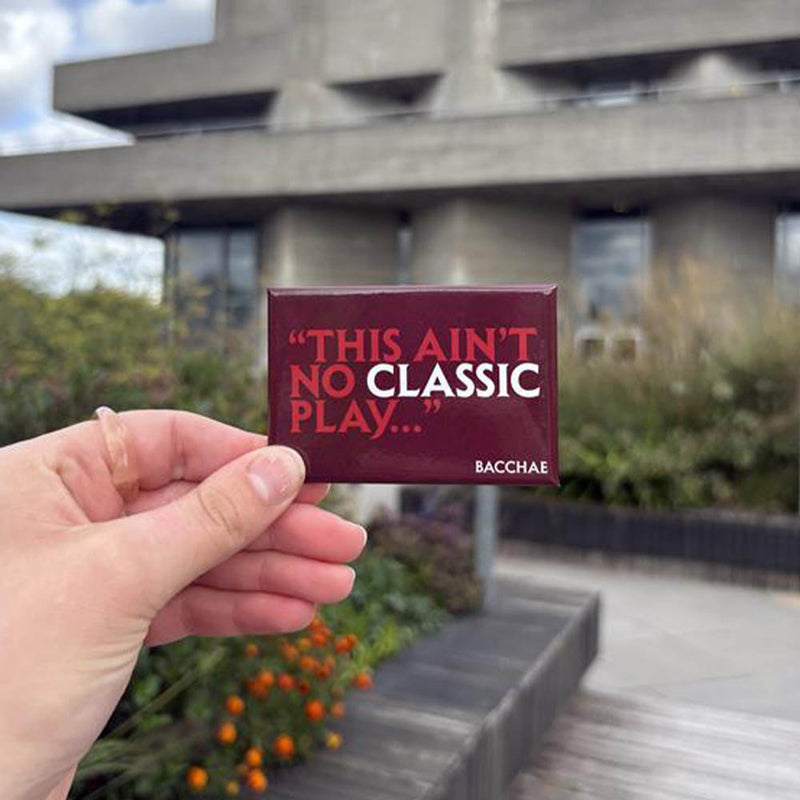 “THIS AIN’T
NO CLASSIC
PLAY...”
BACCHAE